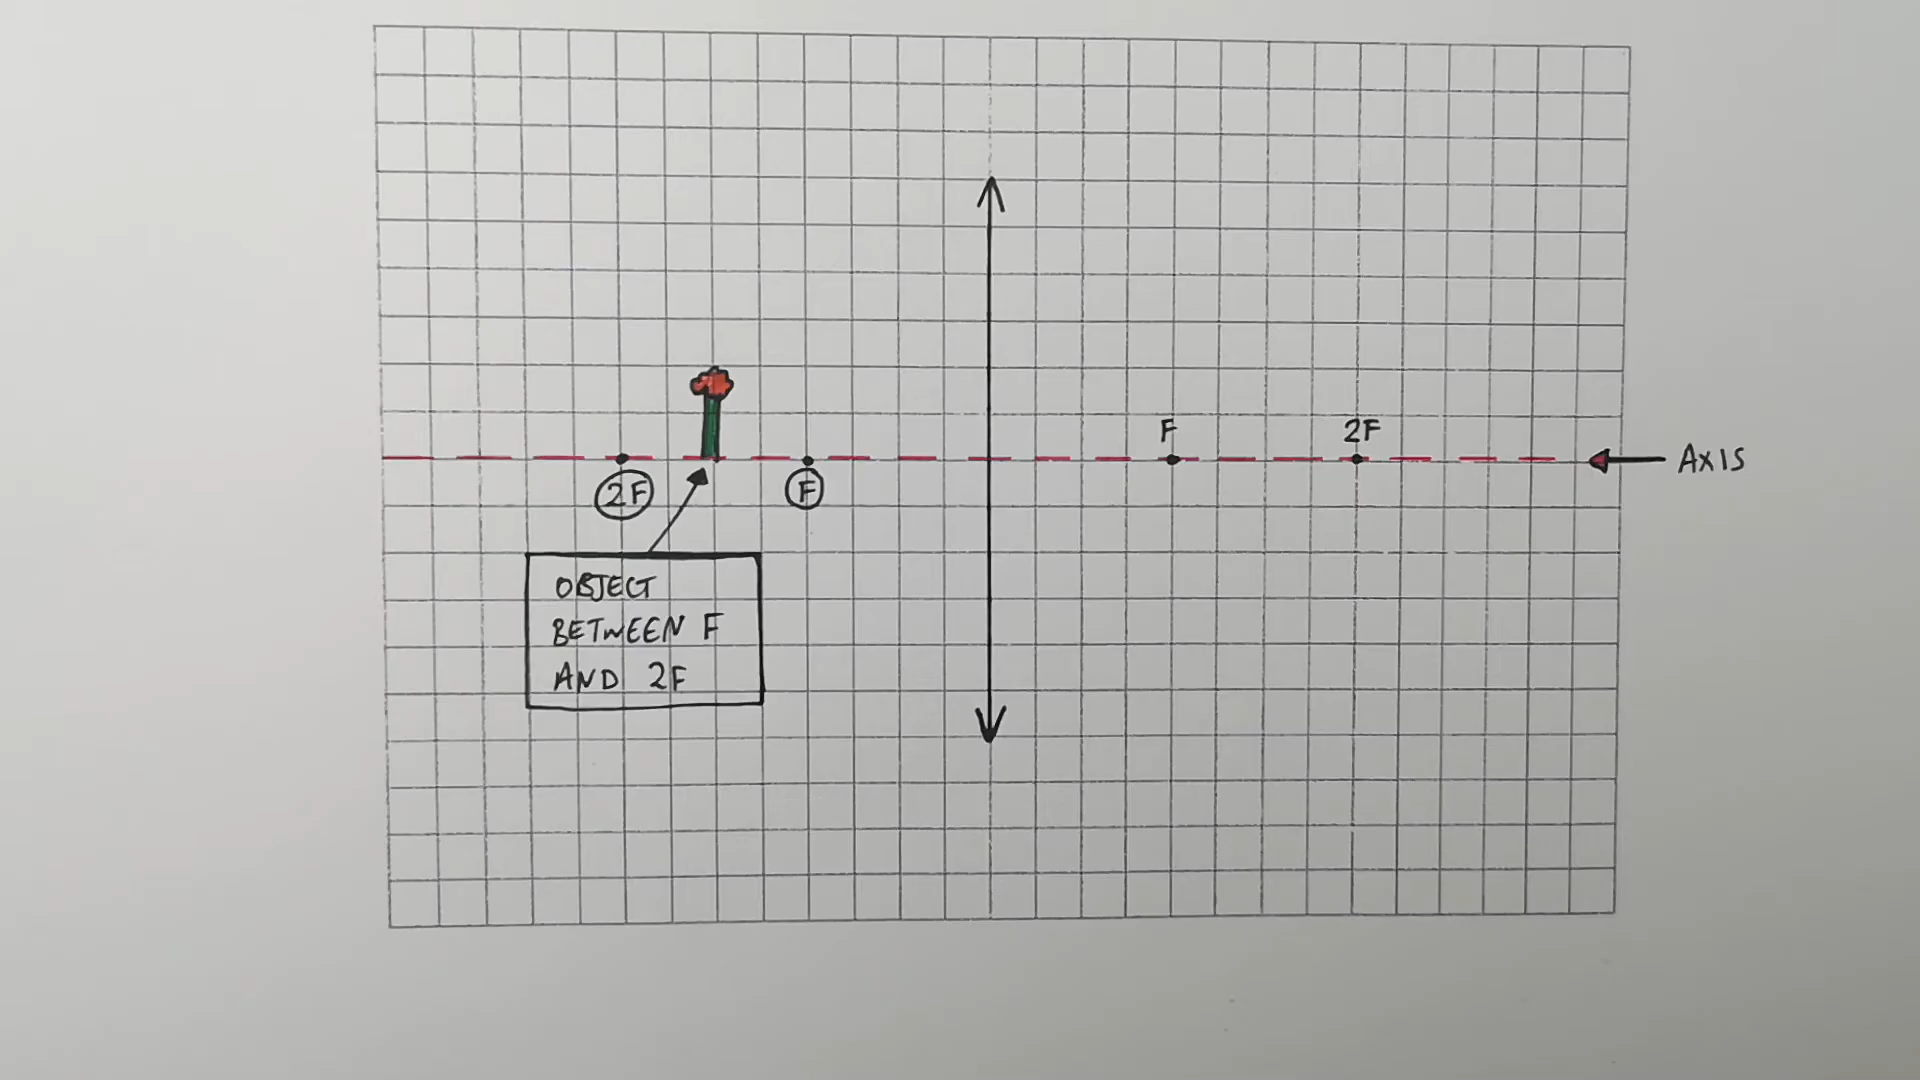 F
2F
AXIS
2F
F
OBJECT
BETWEEN F
AND 2F